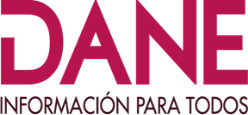 DANE
INFORMACIÓN PARA TODOS